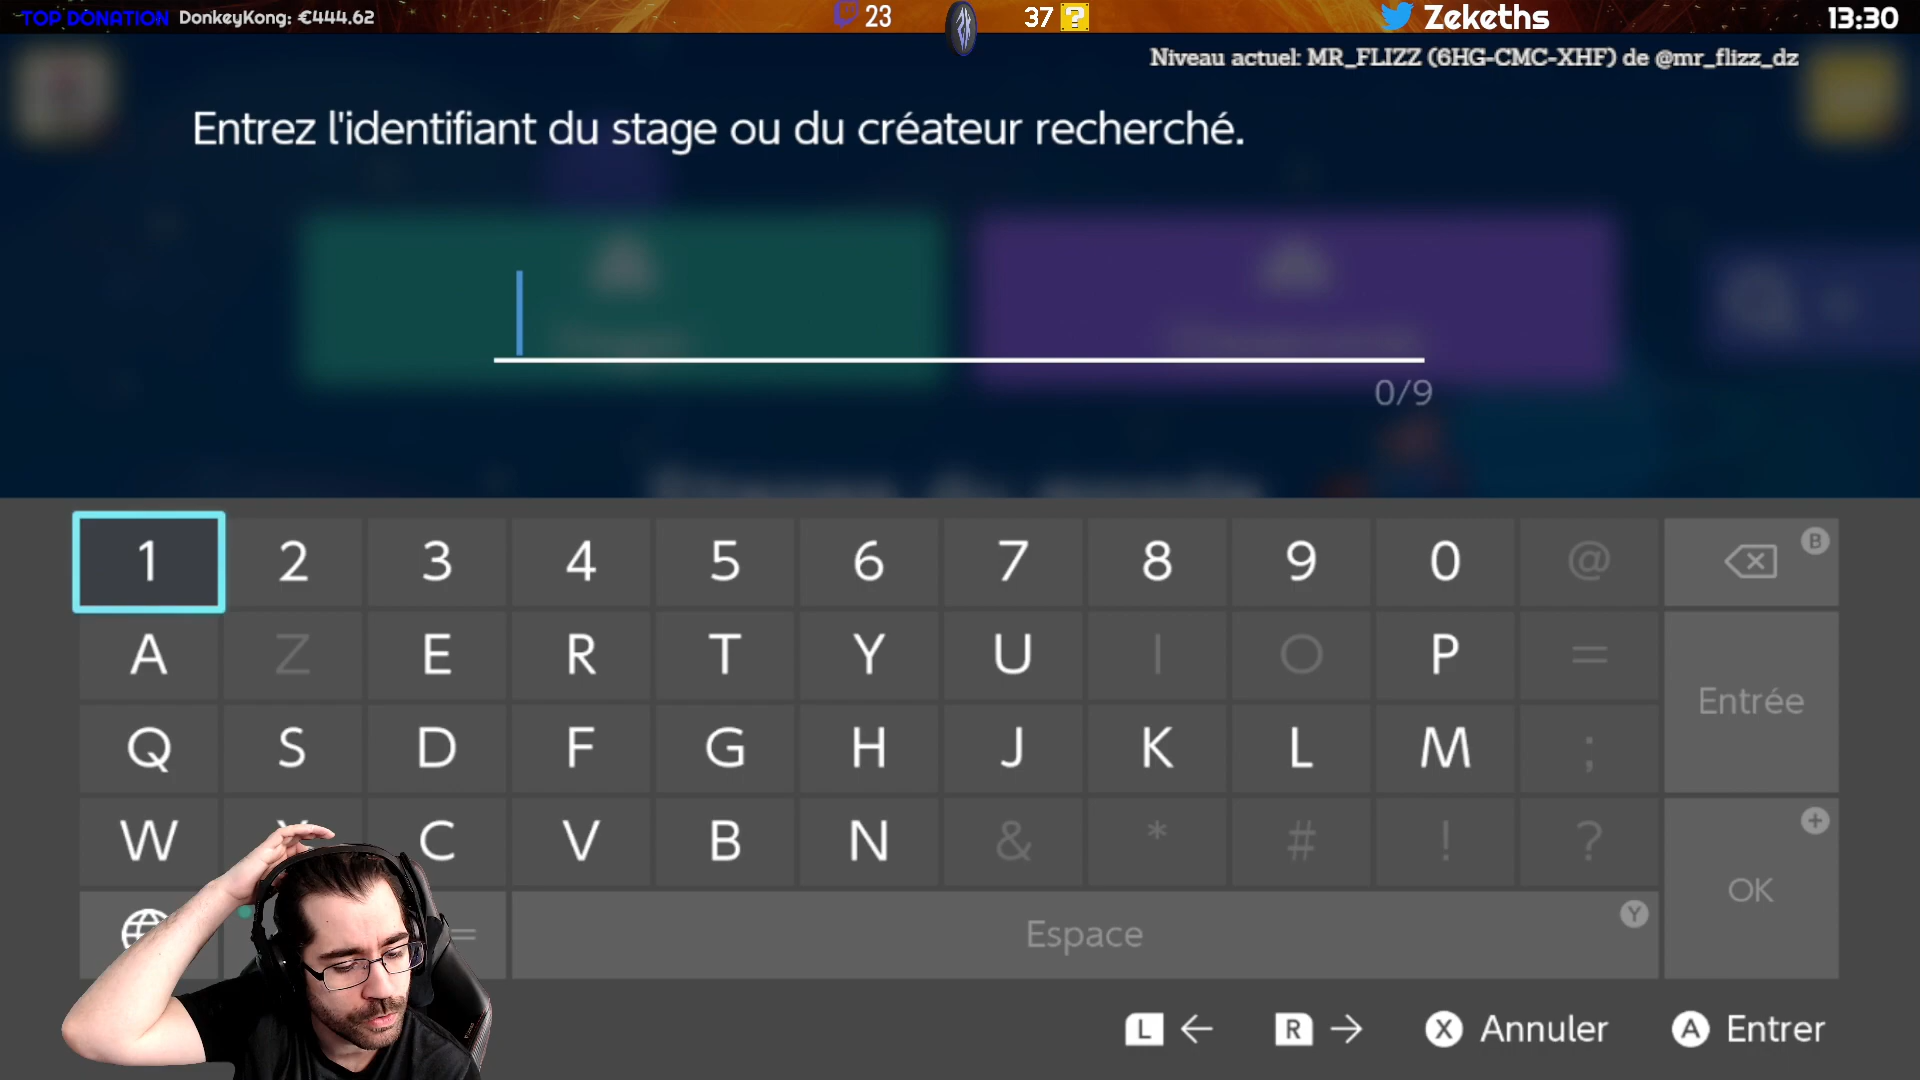 TOP DONATION DonkeyKong: €444.62 23 37 ? Zekeths 13:30
Niveau actuel: MR_FLIZZ (6HG-CMC-XHF) de @mr_flizz_dz
Entrez l'identifiant du stage ou du créateur recherché.
0/9
1 2 3 4 5 6 7 8 9 0 @ B
A Z E R T Y U I O P =
Entrée
Q S D F G H J K L M ;
W X C V B N & * # ! ? +
OK
= Espace Y
L ← R → X Annuler A Entrer